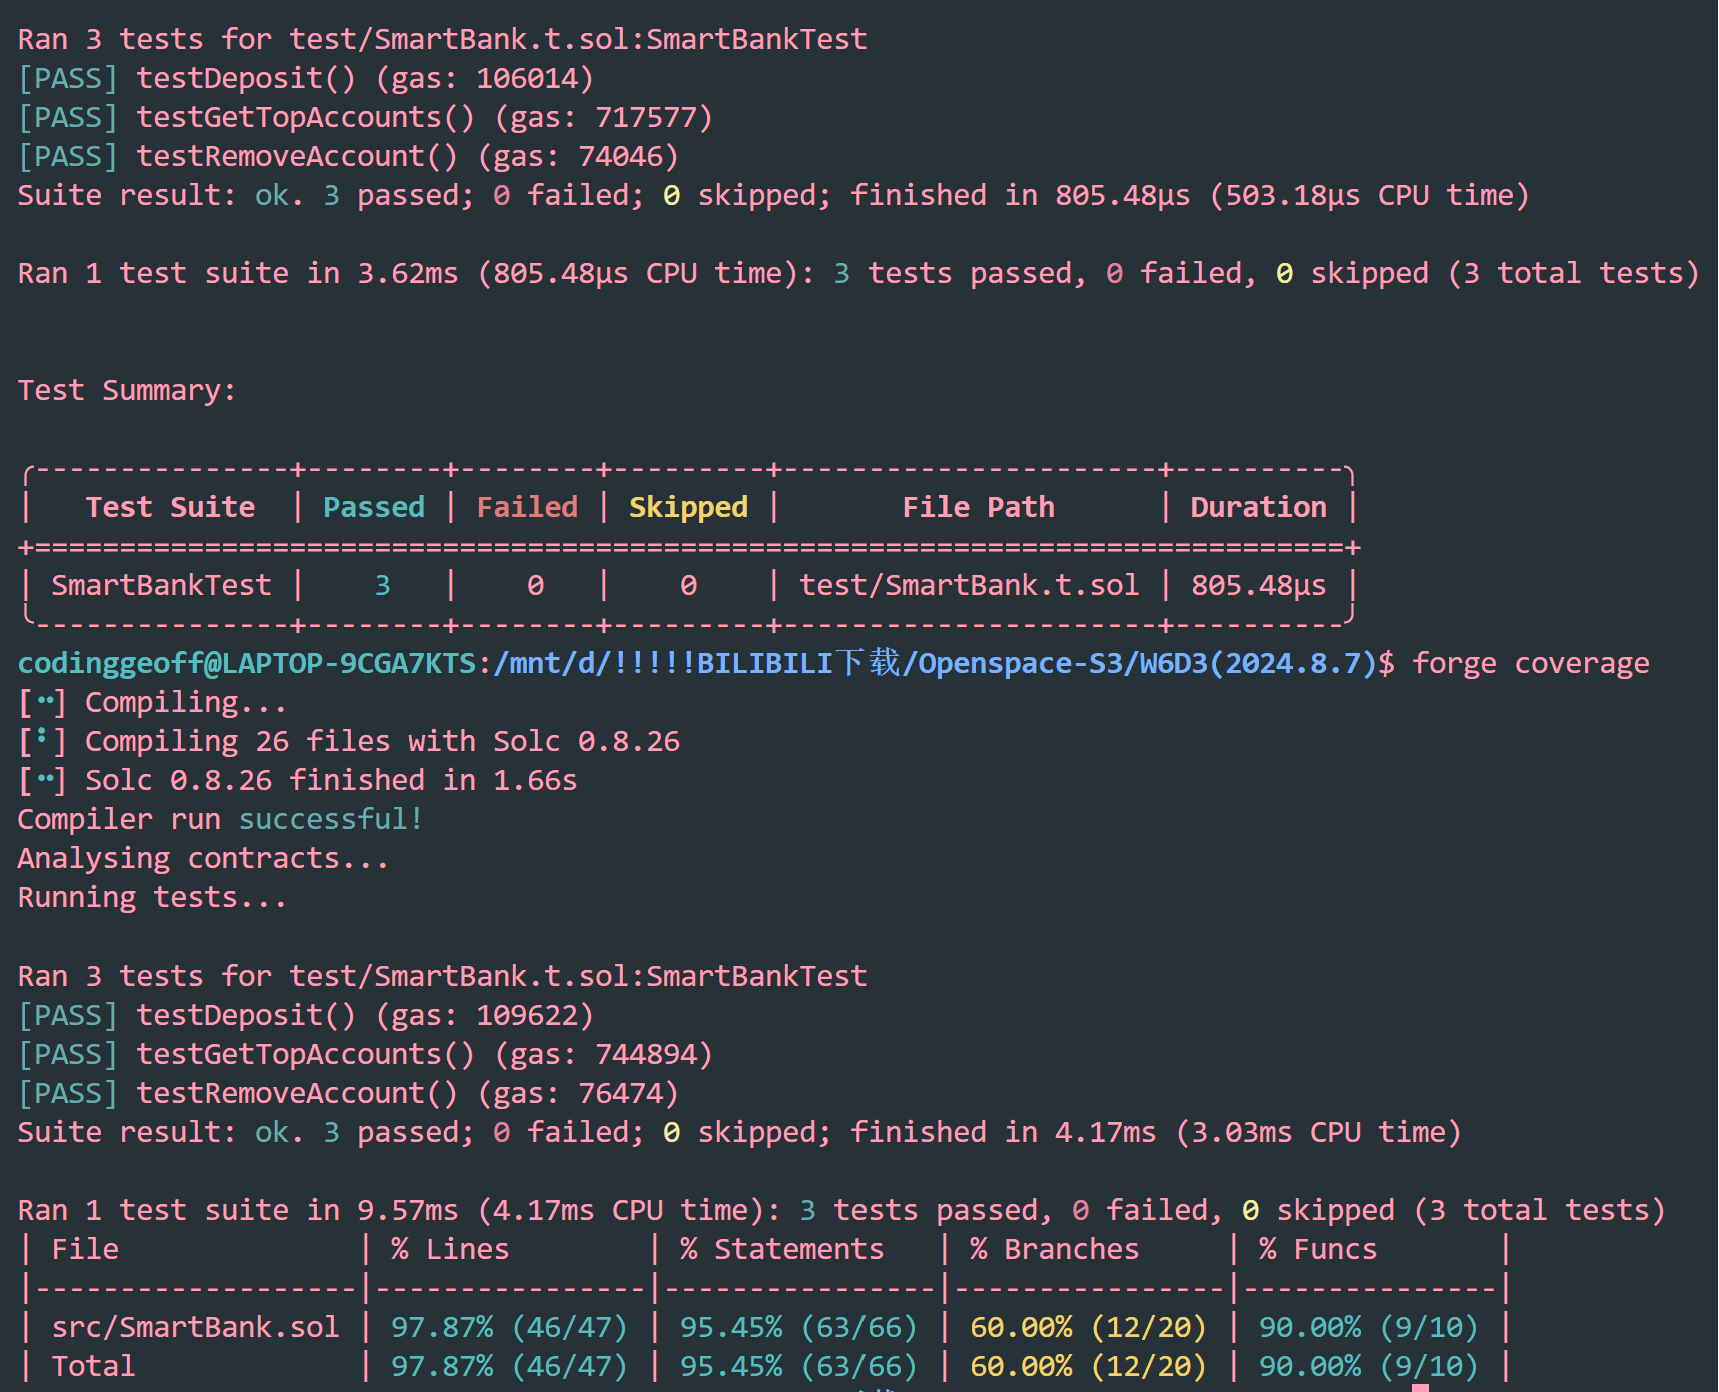 Ran 3 tests for test/SmartBank.t.sol:SmartBankTest
[PASS] testDeposit() (gas: 106014)
[PASS] testGetTopAccounts() (gas: 717577)
[PASS] testRemoveAccount() (gas: 74046)
Suite result: ok. 3 passed; 0 failed; 0 skipped; finished in 805.48µs (503.18µs CPU time)
Ran 1 test suite in 3.62ms (805.48µs CPU time): 3 tests passed, 0 failed, 0 skipped (3 total tests)
Test Summary:
╭---------------+--------+--------+---------+----------------------+----------╮
| Test Suite | Passed | Failed | Skipped | File Path | Duration |
+=============================================================================+
| SmartBankTest | 3 | 0 | 0 | test/SmartBank.t.sol | 805.48µs |
╰---------------+--------+--------+---------+----------------------+----------╯
codinggeoff@LAPTOP-9CGA7KTS:/mnt/d/!!!!!BILIBILI下载/Openspace-S3/W6D3(2024.8.7)$ forge coverage
[⠒] Compiling...
[⠃] Compiling 26 files with Solc 0.8.26
[⠒] Solc 0.8.26 finished in 1.66s
Compiler run successful!
Analysing contracts...
Running tests...
Ran 3 tests for test/SmartBank.t.sol:SmartBankTest
[PASS] testDeposit() (gas: 109622)
[PASS] testGetTopAccounts() (gas: 744894)
[PASS] testRemoveAccount() (gas: 76474)
Suite result: ok. 3 passed; 0 failed; 0 skipped; finished in 4.17ms (3.03ms CPU time)
Ran 1 test suite in 9.57ms (4.17ms CPU time): 3 tests passed, 0 failed, 0 skipped (3 total tests)
| File | % Lines | % Statements | % Branches | % Funcs |
|-------------------|----------------|----------------|----------------|---------------|
| src/SmartBank.sol | 97.87% (46/47) | 95.45% (63/66) | 60.00% (12/20) | 90.00% (9/10) |
| Total | 97.87% (46/47) | 95.45% (63/66) | 60.00% (12/20) | 90.00% (9/10) |